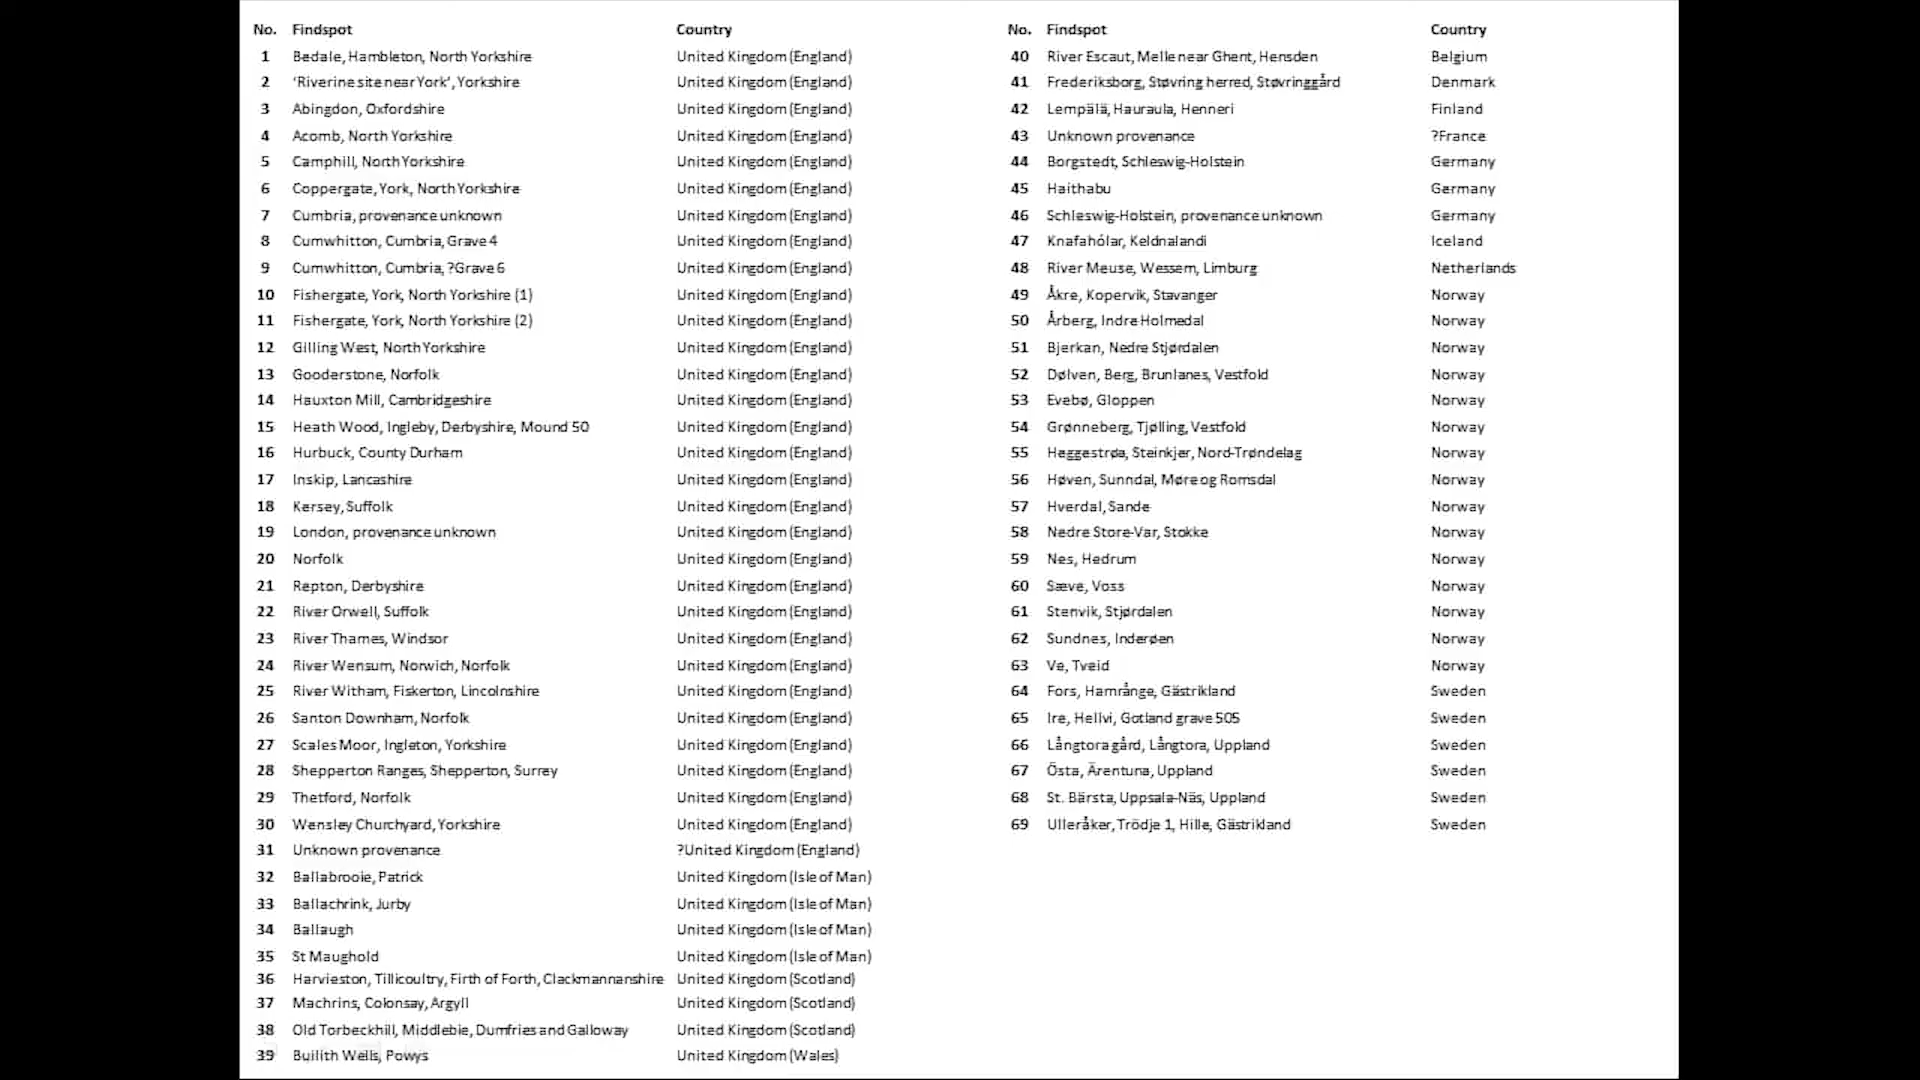 No. Findspot Country
1 Bedale, Hambleton, North Yorkshire United Kingdom (England)
2 'Riverine site near York', Yorkshire United Kingdom (England)
3 Abingdon, Oxfordshire United Kingdom (England)
4 Acomb, North Yorkshire United Kingdom (England)
5 Camphill, North Yorkshire United Kingdom (England)
6 Coppergate, York, North Yorkshire United Kingdom (England)
7 Cumbria, provenance unknown United Kingdom (England)
8 Cumwhitton, Cumbria, Grave 4 United Kingdom (England)
9 Cumwhitton, Cumbria, ?Grave 6 United Kingdom (England)
10 Fishergate, York, North Yorkshire (1) United Kingdom (England)
11 Fishergate, York, North Yorkshire (2) United Kingdom (England)
12 Gilling West, North Yorkshire United Kingdom (England)
13 Gooderstone, Norfolk United Kingdom (England)
14 Hauxton Mill, Cambridgeshire United Kingdom (England)
15 Heath Wood, Ingleby, Derbyshire, Mound 50 United Kingdom (England)
16 Hurbuck, County Durham United Kingdom (England)
17 Inskip, Lancashire United Kingdom (England)
18 Kersey, Suffolk United Kingdom (England)
19 London, provenance unknown United Kingdom (England)
20 Norfolk United Kingdom (England)
21 Repton, Derbyshire United Kingdom (England)
22 River Orwell, Suffolk United Kingdom (England)
23 River Thames, Windsor United Kingdom (England)
24 River Wensum, Norwich, Norfolk United Kingdom (England)
25 River Witham, Fiskerton, Lincolnshire United Kingdom (England)
26 Santon Downham, Norfolk United Kingdom (England)
27 Scales Moor, Ingleton, Yorkshire United Kingdom (England)
28 Shepperton Ranges, Shepperton, Surrey United Kingdom (England)
29 Thetford, Norfolk United Kingdom (England)
30 Wensley Churchyard, Yorkshire United Kingdom (England)
31 Unknown provenance ?United Kingdom (England)
32 Ballabrooie, Patrick United Kingdom (Isle of Man)
33 Ballachrink, Jurby United Kingdom (Isle of Man)
34 Ballaugh United Kingdom (Isle of Man)
35 St Maughold United Kingdom (Isle of Man)
36 Harvieston, Tillicoultry, Firth of Forth, Clackmannanshire United Kingdom (Scotland)
37 Machrins, Colonsay, Argyll United Kingdom (Scotland)
38 Old Torbeckhill, Middlebie, Dumfries and Galloway United Kingdom (Scotland)
39 Builith Wells, Powys United Kingdom (Wales)
No. Findspot Country
40 River Escaut, Melle near Ghent, Hensden Belgium
41 Frederiksborg, Støvring herred, Støvringgård Denmark
42 Lempälä, Hauraula, Henneri Finland
43 Unknown provenance ?France
44 Borgstedt, Schleswig-Holstein Germany
45 Haithabu Germany
46 Schleswig-Holstein, provenance unknown Germany
47 Knafahólar, Keldnalandi Iceland
48 River Meuse, Wessem, Limburg Netherlands
49 Åkre, Kopervik, Stavanger Norway
50 Årberg, Indre Holmedal Norway
51 Bjerkan, Nedre Stjørdalen Norway
52 Dølven, Berg, Brunlanes, Vestfold Norway
53 Evebø, Gloppen Norway
54 Grønneberg, Tjølling, Vestfold Norway
55 Heggestrøa, Steinkjer, Nord-Trøndelag Norway
56 Høven, Sunndal, Møre og Romsdal Norway
57 Hverdal, Sande Norway
58 Nedre Store-Var, Stokke Norway
59 Nes, Hedrum Norway
60 Sæve, Voss Norway
61 Stenvik, Stjørdalen Norway
62 Sundnes, Inderøen Norway
63 Ve, Tveid Norway
64 Fors, Hamrånge, Gästrikland Sweden
65 Ire, Hellvi, Gotland grave 505 Sweden
66 Långtora gård, Långtora, Uppland Sweden
67 Östa, Ärentuna, Uppland Sweden
68 St. Bärsta, Uppsala-Näs, Uppland Sweden
69 Ulleråker, Trödje 1, Hille, Gästrikland Sweden